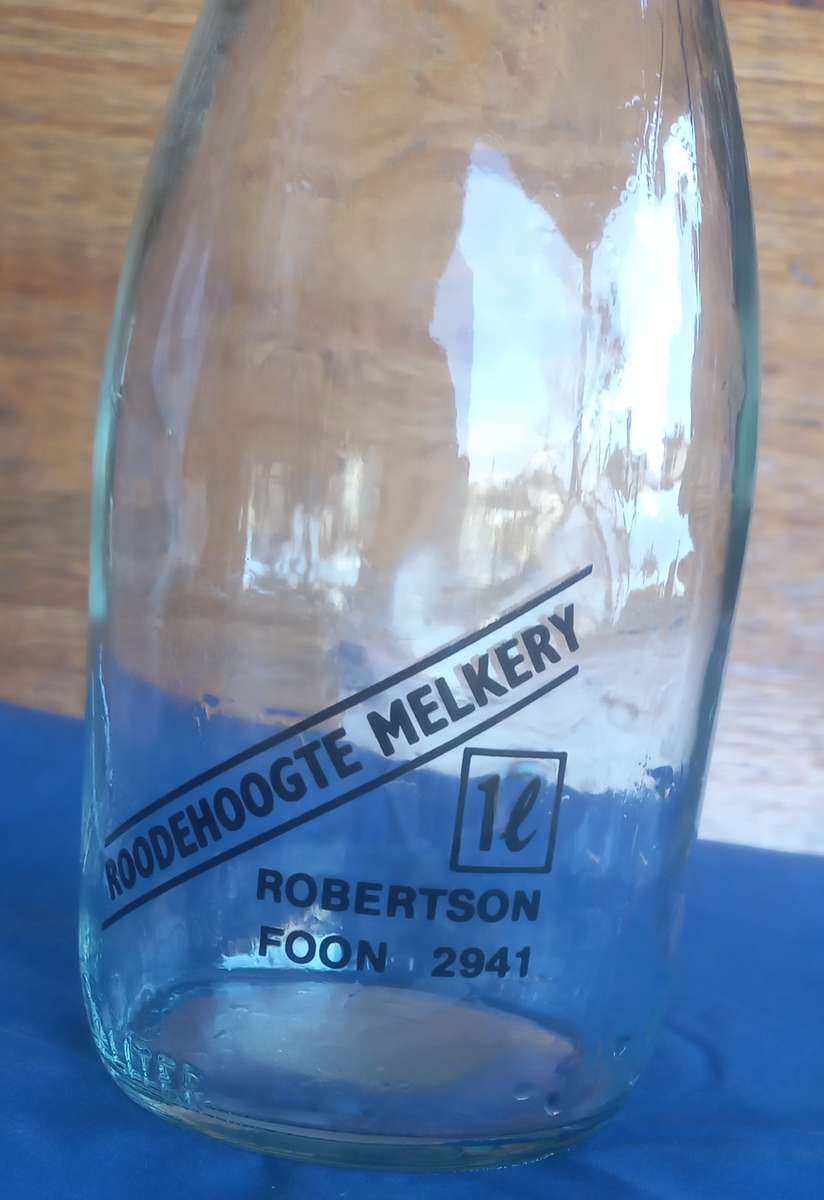 ROODEHOOGTE MELKERY
1ℓ
ROBERTSON
FOON 2941